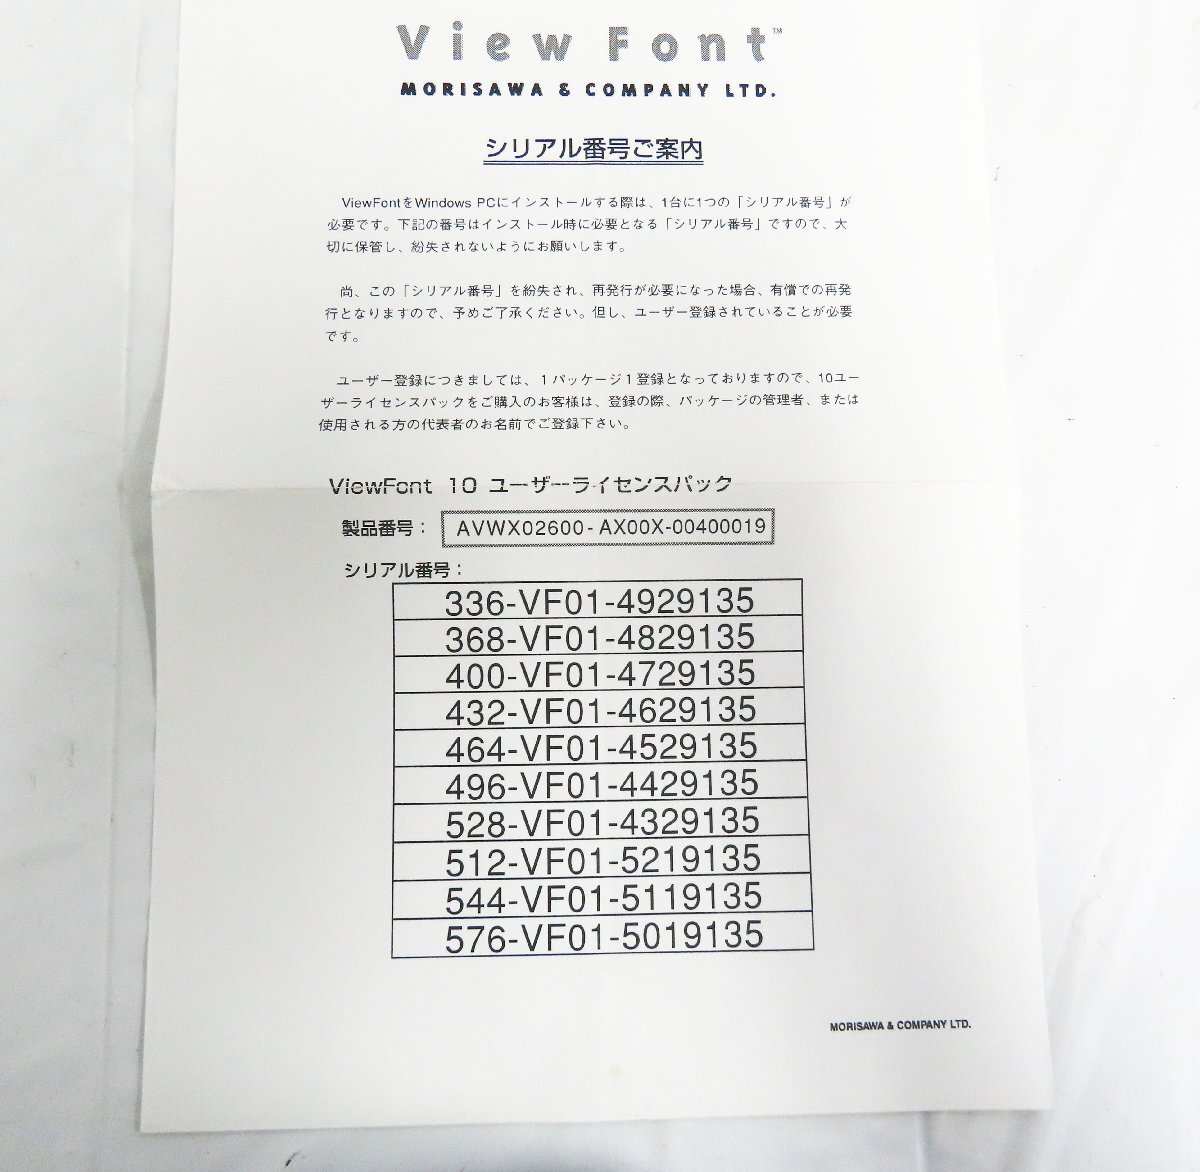 View Font™
MORISAWA & COMPANY LTD.
シリアル番号ご案内
ViewFontをWindows PCにインストールする際は、1台に1つの「シリアル番号」が
必要です。下記の番号はインストール時に必要となる「シリアル番号」ですので、大
切に保管し、紛失されないようにお願いします。
尚、この「シリアル番号」を紛失され、再発行が必要になった場合、有償での再発
行となりますので、予めご了承ください。但し、ユーザー登録されていることが必要
です。
ユーザー登録につきましては、1パッケージ1登録となっておりますので、10ユー
ザーライセンスパックをご購入のお客様は、登録の際、パッケージの管理者、または
使用される方の代表者のお名前でご登録下さい。
ViewFont 10 ユーザーライセンスパック
製品番号： AVWX02600-AX00X-00400019
シリアル番号：
336-VF01-4929135
368-VF01-4829135
400-VF01-4729135
432-VF01-4629135
464-VF01-4529135
496-VF01-4429135
528-VF01-4329135
512-VF01-5219135
544-VF01-5119135
576-VF01-5019135
MORISAWA & COMPANY LTD.